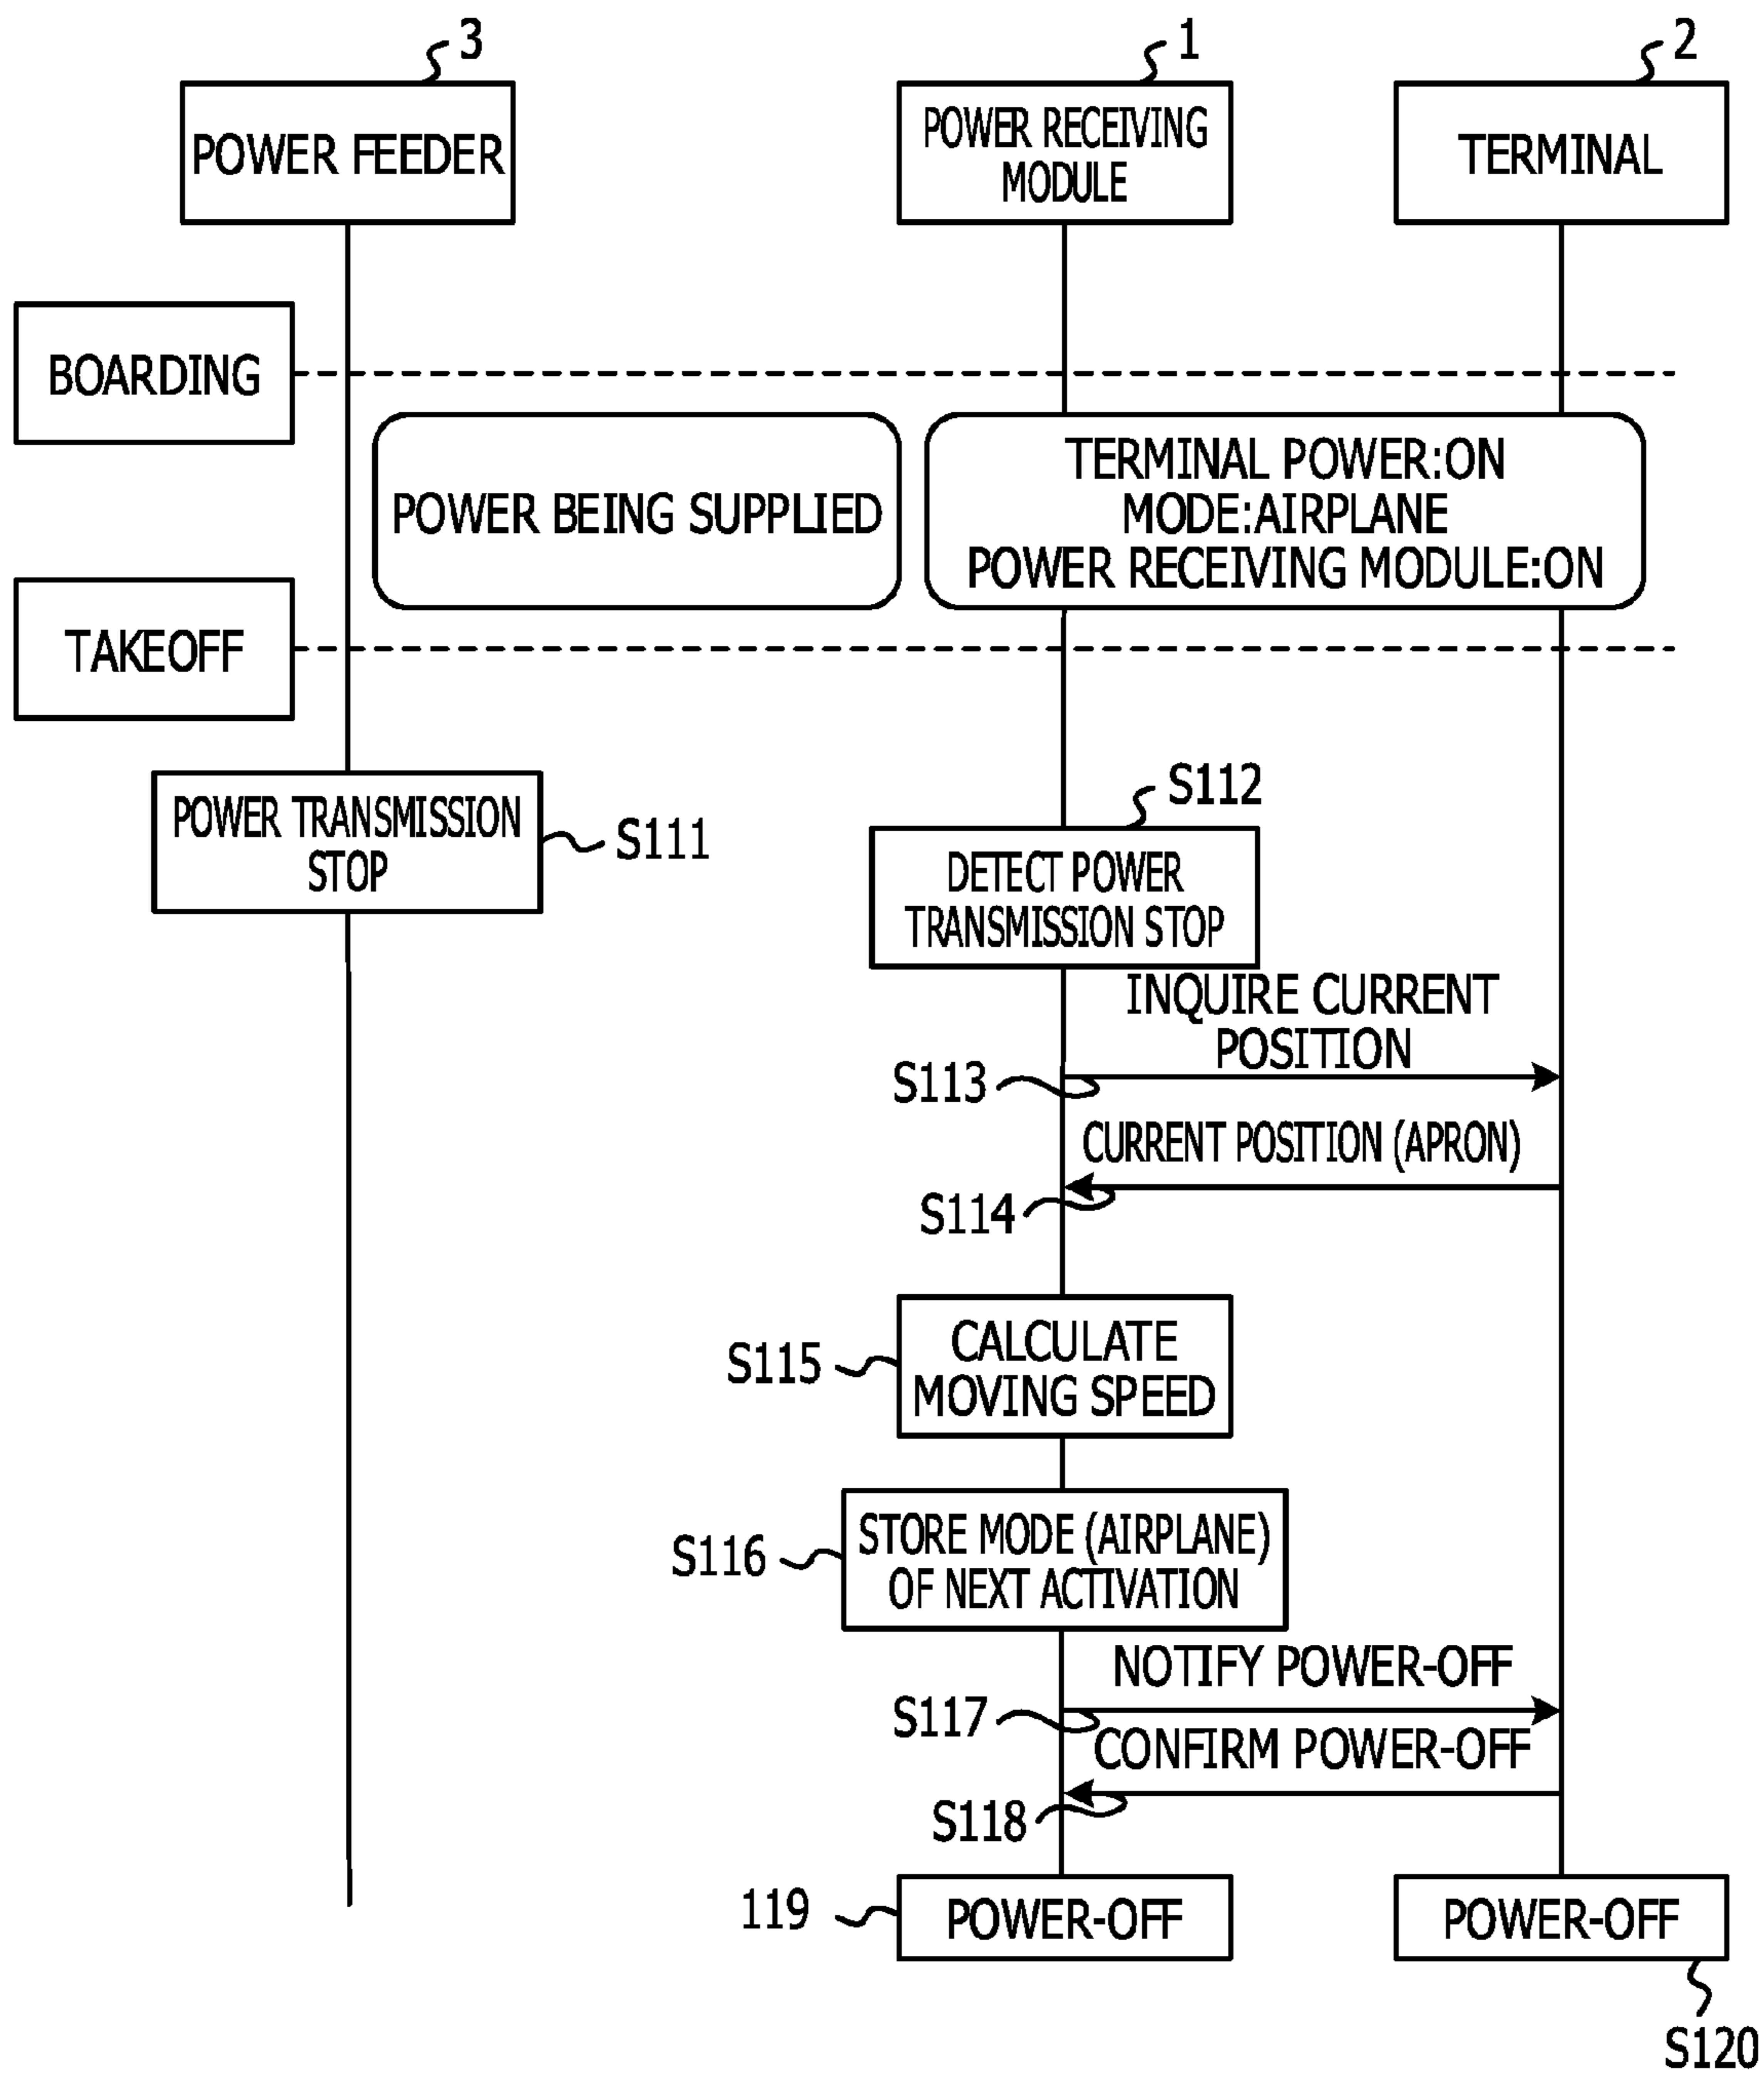 3
1
2
POWER FEEDER
POWER RECEIVING
MODULE
TERMINAL
BOARDING
POWER BEING SUPPLIED
TERMINAL POWER:ON
MODE:AIRPLANE
POWER RECEIVING MODULE:ON
TAKEOFF
POWER TRANSMISSION
STOP
S111
S112
DETECT POWER
TRANSMISSION STOP
INQUIRE CURRENT
POSITION
S113
CURRENT POSITION (APRON)
S114
S115
CALCULATE
MOVING SPEED
S116
STORE MODE (AIRPLANE)
OF NEXT ACTIVATION
NOTIFY POWER-OFF
S117
CONFIRM POWER-OFF
S118
119
POWER-OFF
POWER-OFF
S120